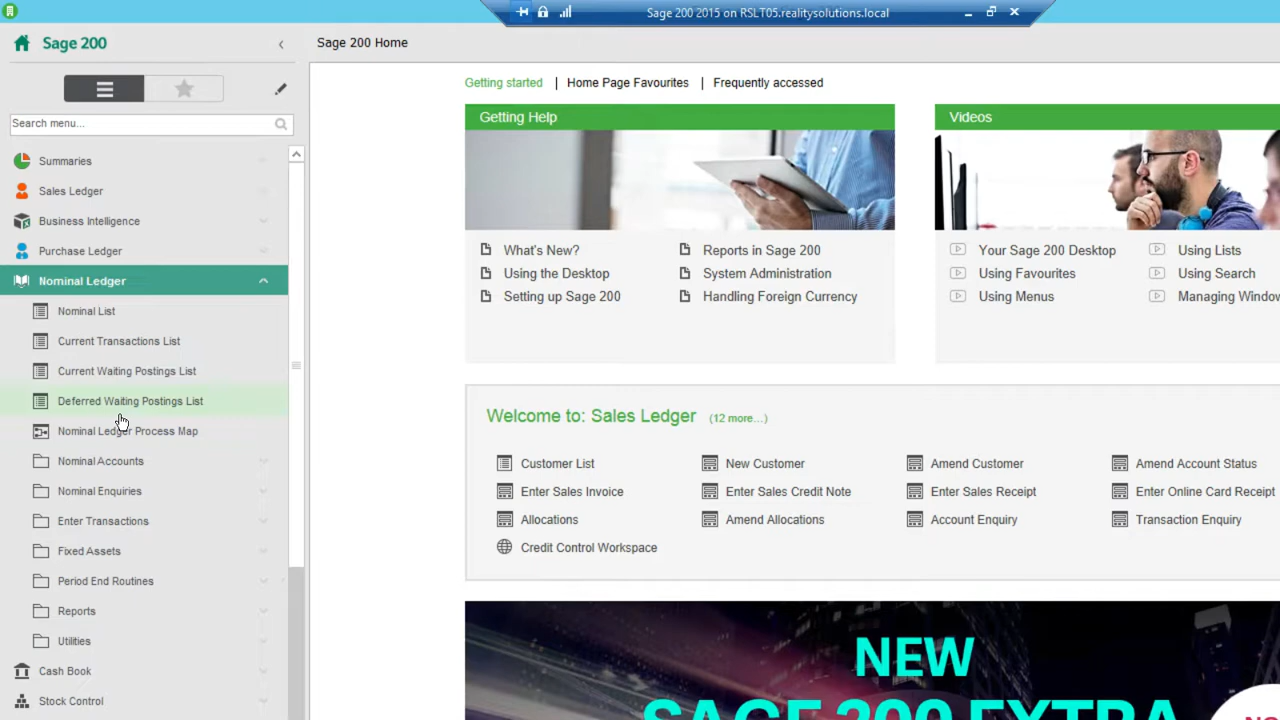 Sage 200 2015 on RSLT05.realitysolutions.local
Sage 200
Sage 200 Home
Search menu...
Summaries
Sales Ledger
Business Intelligence
Purchase Ledger
Nominal Ledger
Nominal List
Current Transactions List
Current Waiting Postings List
Deferred Waiting Postings List
Nominal Ledger Process Map
Nominal Accounts
Nominal Enquiries
Enter Transactions
Fixed Assets
Period End Routines
Reports
Utilities
Cash Book
Stock Control
Getting started | Home Page Favourites | Frequently accessed
Getting Help
What's New?
Using the Desktop
Setting up Sage 200
Reports in Sage 200
System Administration
Handling Foreign Currency
Videos
Your Sage 200 Desktop
Using Favourites
Using Menus
Using Lists
Using Search
Managing Window
Welcome to: Sales Ledger (12 more...)
Customer List
New Customer
Amend Customer
Amend Account Status
Enter Sales Invoice
Enter Sales Credit Note
Enter Sales Receipt
Enter Online Card Receipt
Allocations
Amend Allocations
Account Enquiry
Transaction Enquiry
Credit Control Workspace
NEW
SAGE 200 EXTRA